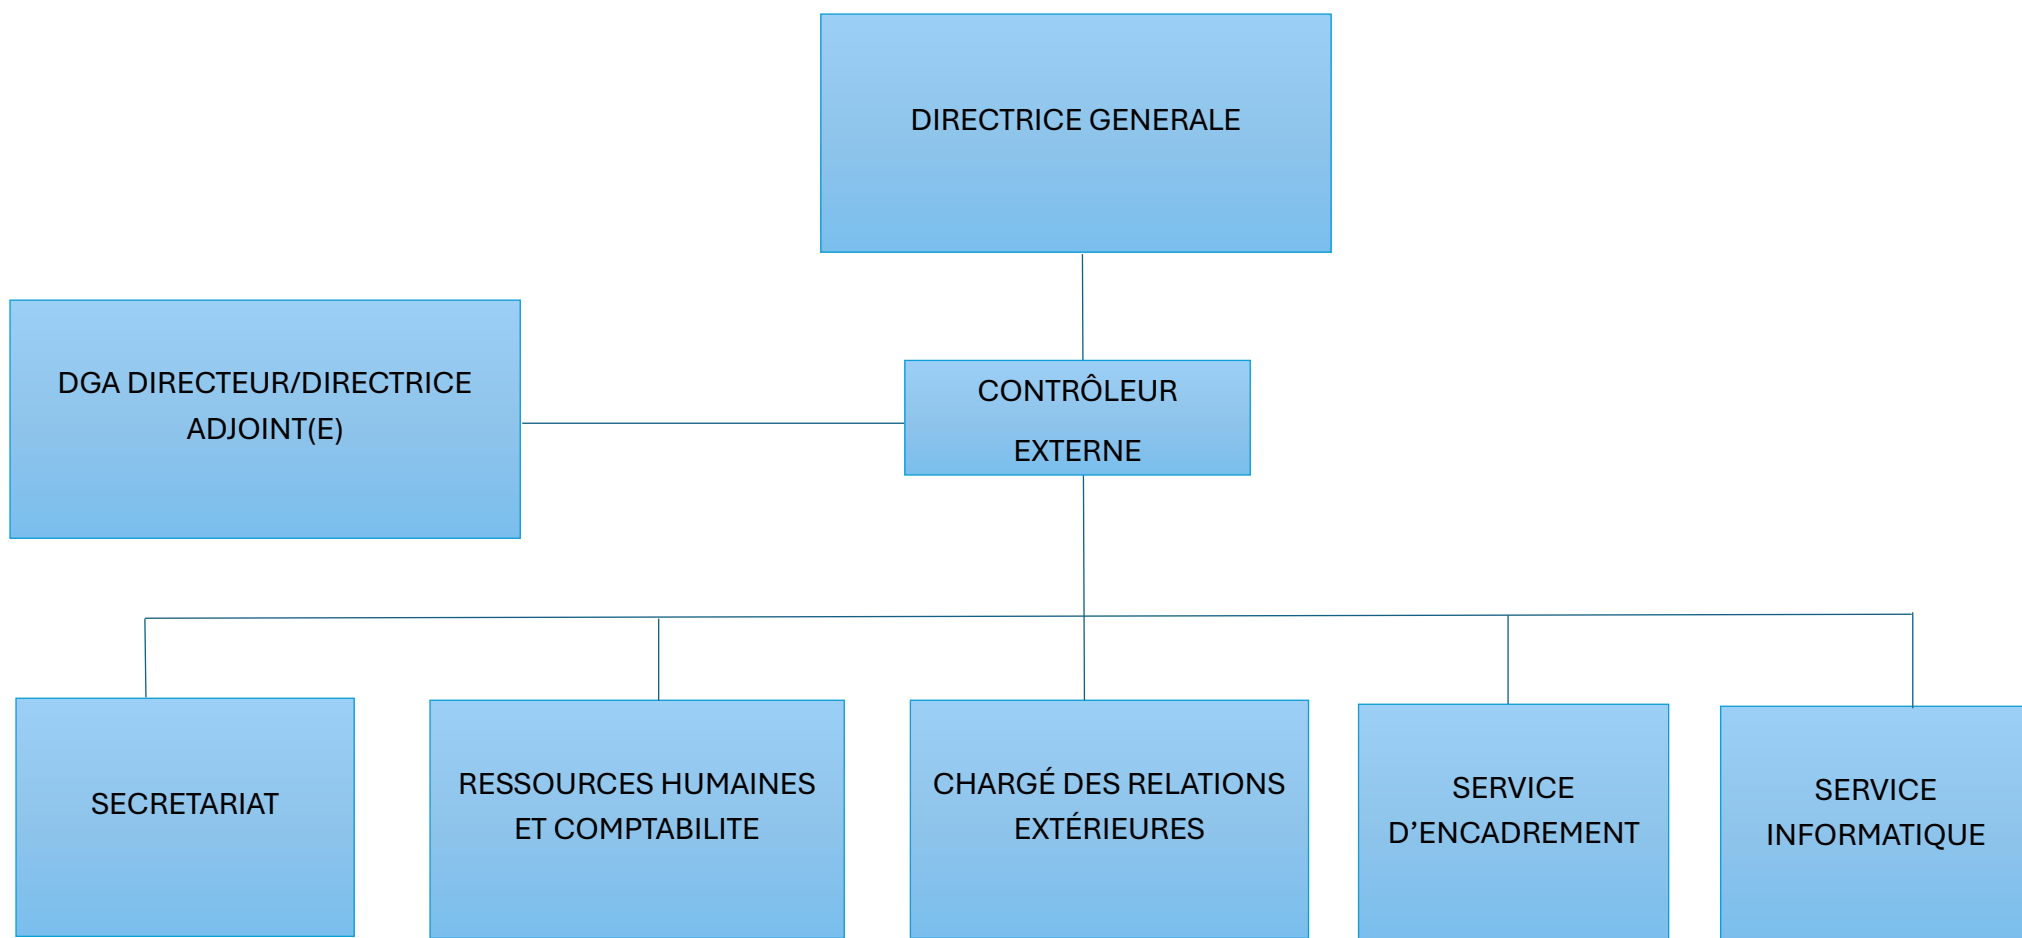 DIRECTRICE GENERALE
DGA DIRECTEUR/DIRECTRICE
ADJOINT(E)
CONTRÔLEUR
EXTERNE
SECRETARIAT
RESSOURCES HUMAINES
ET COMPTABILITE
CHARGÉ DES RELATIONS
EXTÉRIEURES
SERVICE
D’ENCADREMENT
SERVICE
INFORMATIQUE